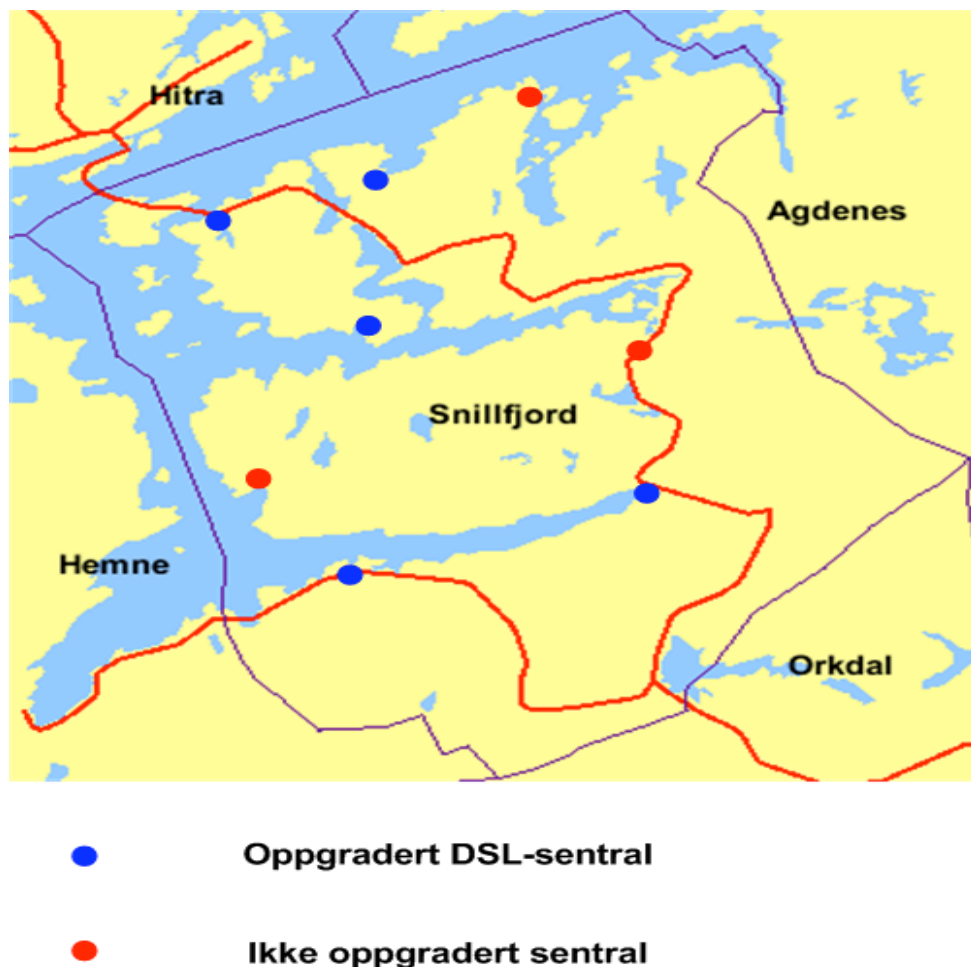 Hitra
Agdenes
Snillfjord
Hemne
Orkdal
Oppgradert DSL-sentral
Ikke oppgradert sentral